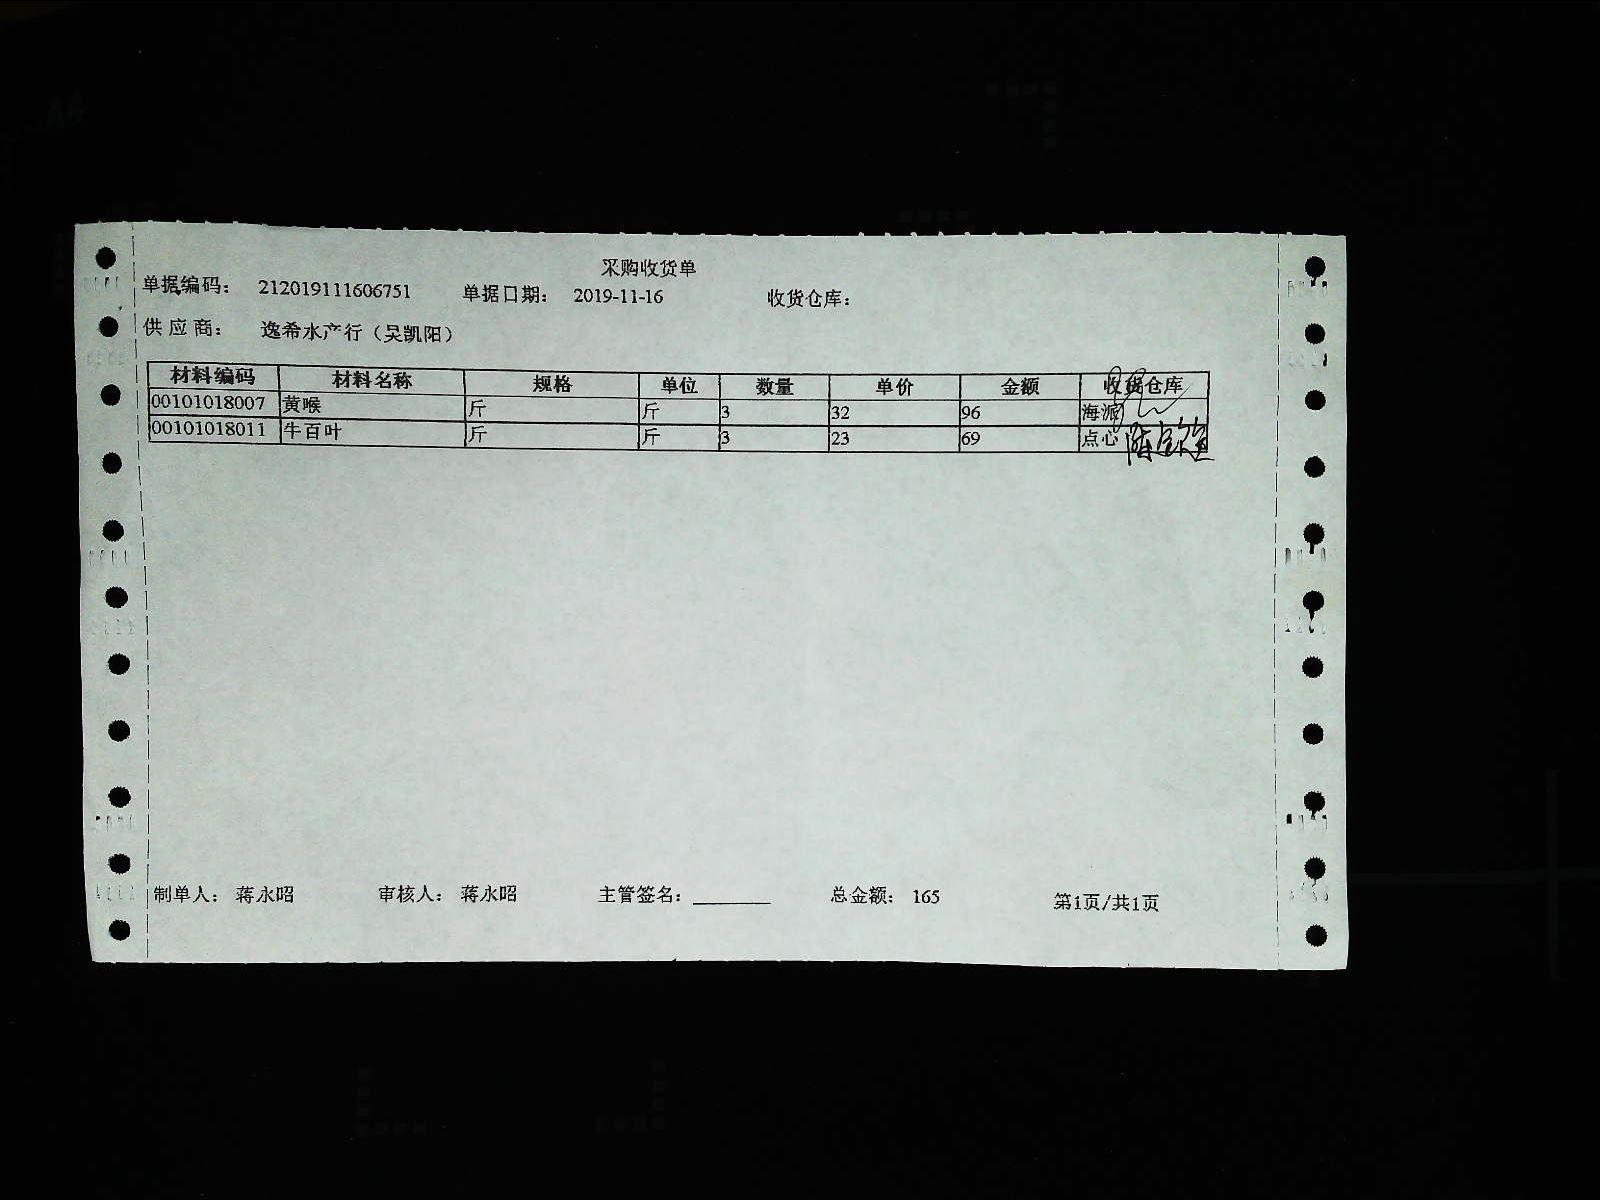 采购收货单
单据编码： 212019111606751 单据日期： 2019-11-16 收货仓库：
供应商： 逸希水产行（吴凯阳）
材料编码 材料名称 规格 单位 数量 单价 金额 收货仓库
00101018007 黄喉 斤 斤 3 32 96 海派
00101018011 牛百叶 斤 斤 3 23 69 点心
制单人： 蒋永昭 审核人： 蒋永昭 主管签名：________ 总金额： 165 第1页/共1页